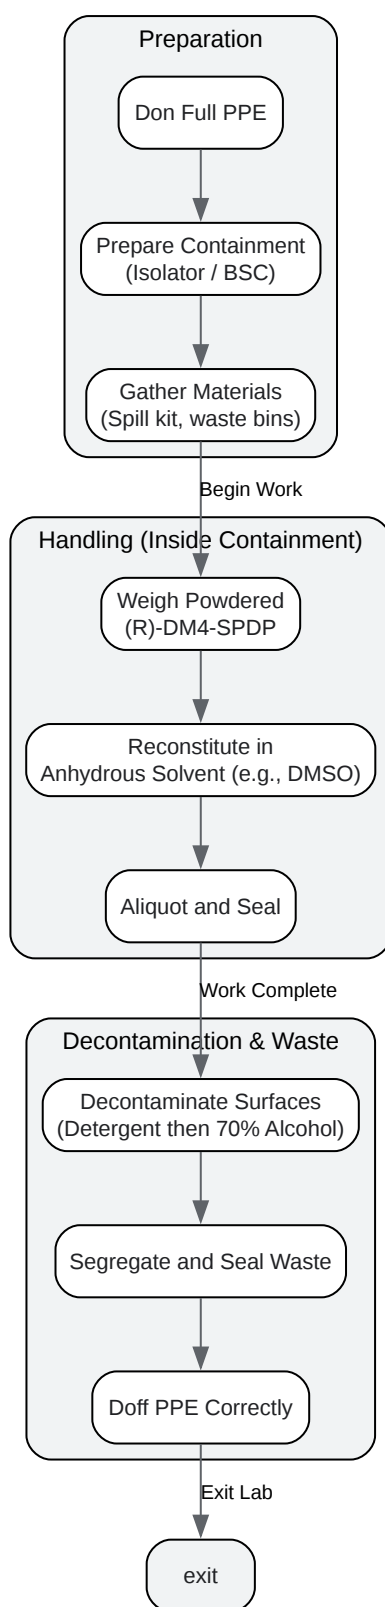 Preparation
Don Full PPE
Prepare Containment
(Isolator / BSC)
Gather Materials
(Spill kit, waste bins)
Begin Work
Handling (Inside Containment)
Weigh Powdered
(R)-DM4-SPDP
Reconstitute in
Anhydrous Solvent (e.g., DMSO)
Aliquot and Seal
Work Complete
Decontamination & Waste
Decontaminate Surfaces
(Detergent then 70% Alcohol)
Segregate and Seal Waste
Doff PPE Correctly
Exit Lab
exit